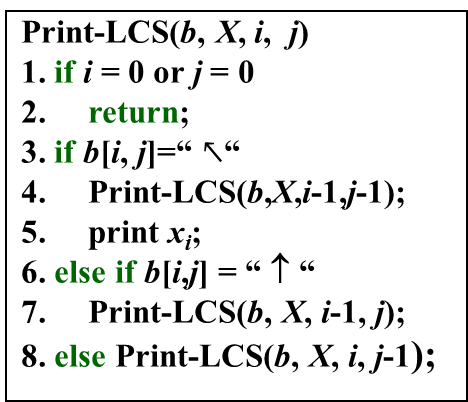 Print-LCS(b, X, i, j)
1. if i = 0 or j = 0
2. return;
3. if b[i, j]=“ ↖“
4. Print-LCS(b,X,i-1,j-1);
5. print xᵢ;
6. else if b[i,j] = “ ↑ “
7. Print-LCS(b, X, i-1, j);
8. else Print-LCS(b, X, i, j-1);